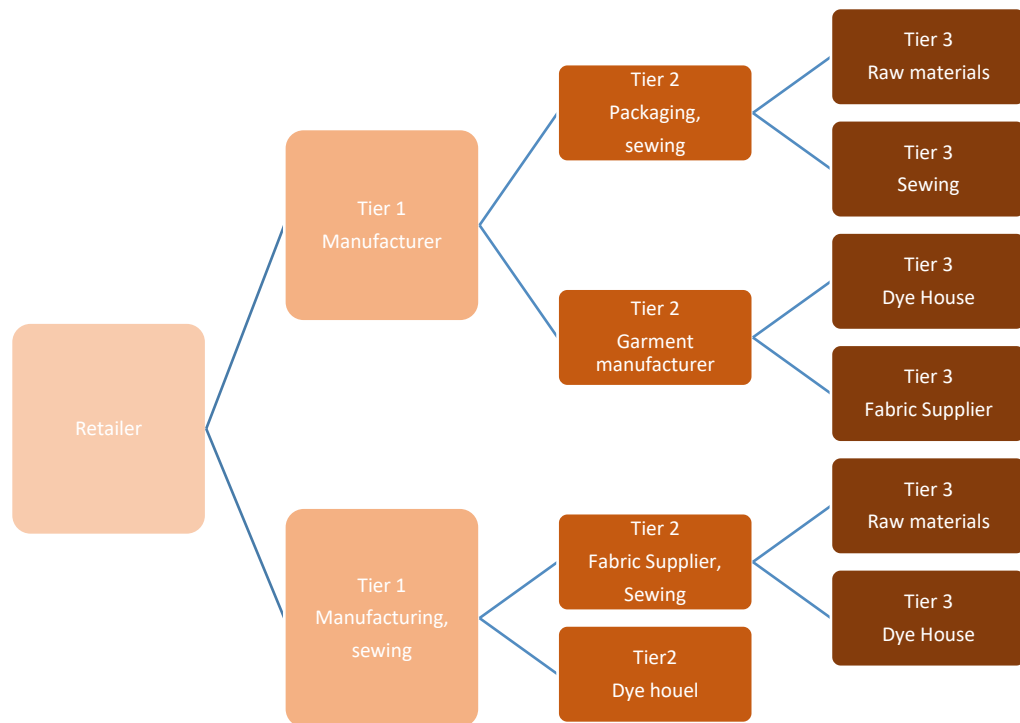 Retailer
Tier 1
Manufacturer
Tier 1
Manufacturing,
sewing
Tier 2
Packaging,
sewing
Tier 2
Garment
manufacturer
Tier 2
Fabric Supplier,
Sewing
Tier2
Dye houel
Tier 3
Raw materials
Tier 3
Sewing
Tier 3
Dye House
Tier 3
Fabric Supplier
Tier 3
Raw materials
Tier 3
Dye House